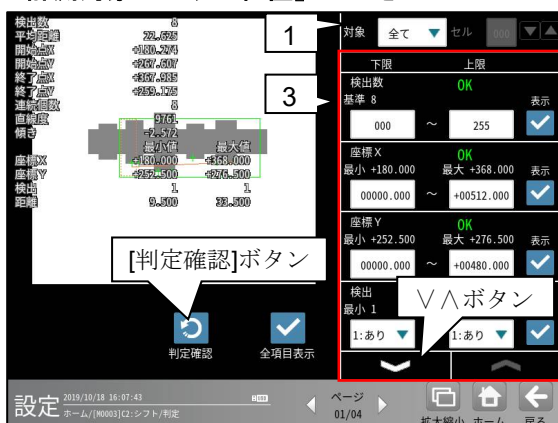 検出数 8
平均距離 22.625
開始点X +180.274
開始点Y +267.607
終了点X +367.985
終了点Y +259.175
連続個数 8
直線度 9761
傾き -2.572
最小値 最大値
座標X +180.000 +368.000
座標Y +252.500 +276.500
検出 1 1
距離 9.500 33.500
[判定確認]ボタン
判定確認 全項目表示
1
3
対象 全て セル 000
下限 上限
検出数 OK
基準 8 表示
000 ~ 255
座標X OK
最小 +180.000 最大 +368.000 表示
00000.000 ~ +00512.000
座標Y OK
最小 +252.500 最大 +276.500 表示
00000.000 ~ +00480.000
検出
最小 1
∨∧ボタン
1:あり 1:あり
設定 2019/10/18 16:07:43
ホーム/[M0003]C2:シフト/判定
ページ
01/04
拡大縮小 ホーム 戻る